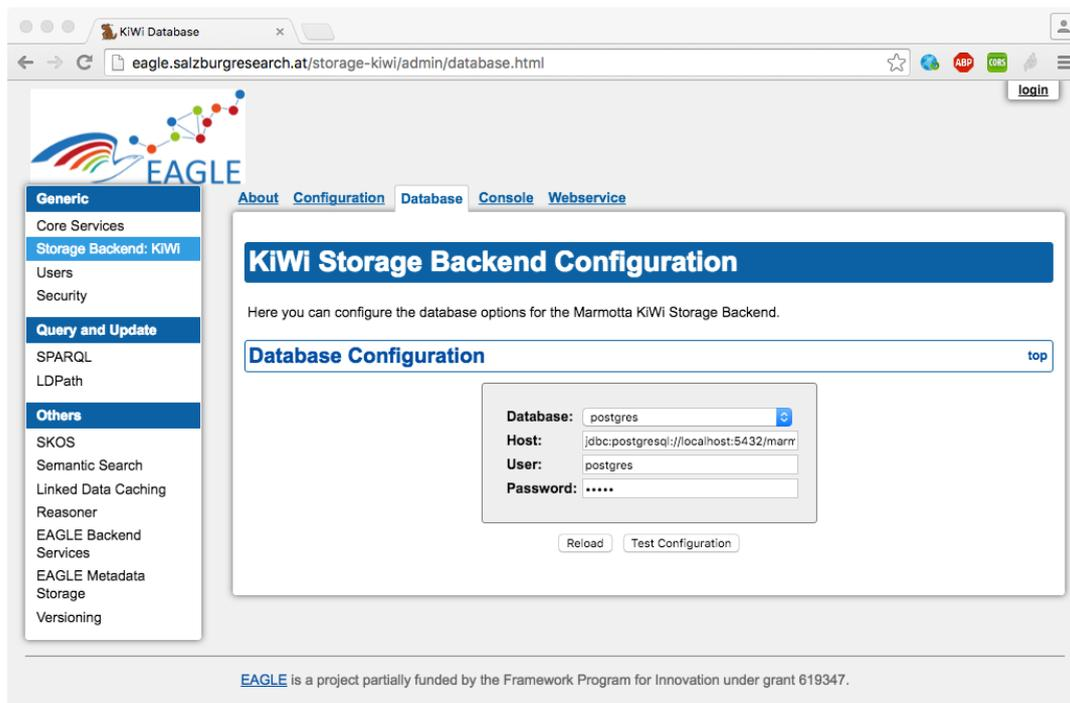 KiWi Database
eagle.salzburgresearch.at/storage-kiwi/admin/database.html
ABP
CORS
login
EAGLE
Generic
Core Services
Storage Backend: KiWi
Users
Security
Query and Update
SPARQL
LDPath
Others
SKOS
Semantic Search
Linked Data Caching
Reasoner
EAGLE Backend
Services
EAGLE Metadata
Storage
Versioning
About Configuration Database Console Webservice
KiWi Storage Backend Configuration
Here you can configure the database options for the Marmotta KiWi Storage Backend.
Database Configuration top
Database: postgres
Host: jdbc:postgresql://localhost:5432/marm
User: postgres
Password: •••••
Reload Test Configuration
EAGLE is a project partially funded by the Framework Program for Innovation under grant 619347.